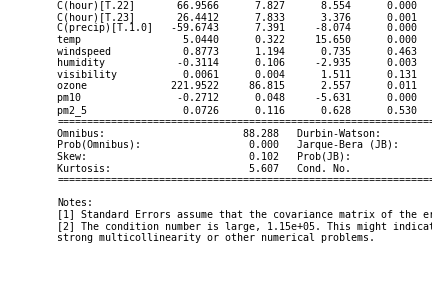 C(hour)[T.22] 66.9566 7.827 8.554 0.000
C(hour)[T.23] 26.4412 7.833 3.376 0.001
C(precip)[T.1.0] -59.6743 7.391 -8.074 0.000
temp 5.0440 0.322 15.650 0.000
windspeed 0.8773 1.194 0.735 0.463
humidity -0.3114 0.106 -2.935 0.003
visibility 0.0061 0.004 1.511 0.131
ozone 221.9522 86.815 2.557 0.011
pm10 -0.2712 0.048 -5.631 0.000
pm2_5 0.0726 0.116 0.628 0.530
==============================================================
Omnibus: 88.288 Durbin-Watson:
Prob(Omnibus): 0.000 Jarque-Bera (JB):
Skew: 0.102 Prob(JB):
Kurtosis: 5.607 Cond. No.
==============================================================
Notes:
[1] Standard Errors assume that the covariance matrix of the er
[2] The condition number is large, 1.15e+05. This might indicat
strong multicollinearity or other numerical problems.